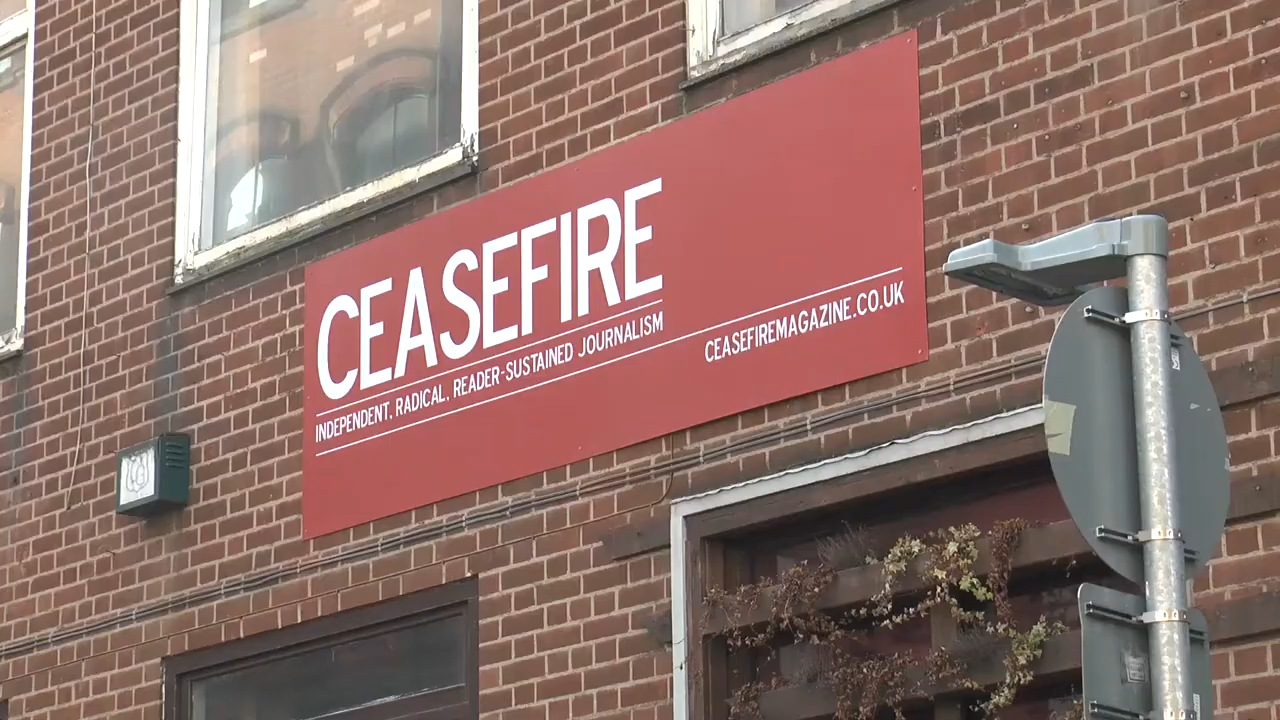 CEASEFIRE
INDEPENDENT, RADICAL, READER-SUSTAINED JOURNALISM
CEASEFIREMAGAZINE.CO.UK